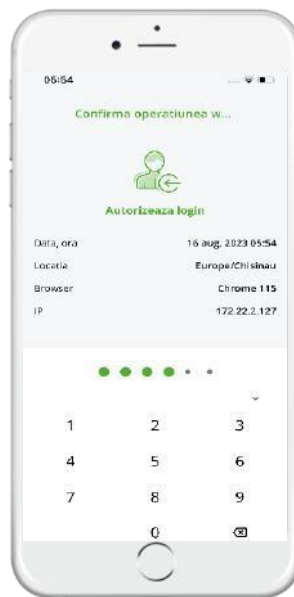 05:54
Confirma operatiunea w...
Autorizeaza login
Data, ora 16 aug. 2023 05:54
Locatia Europe/Chisinau
Browser Chrome 115
IP 172.22.2.127
1 2 3
4 5 6
7 8 9
0